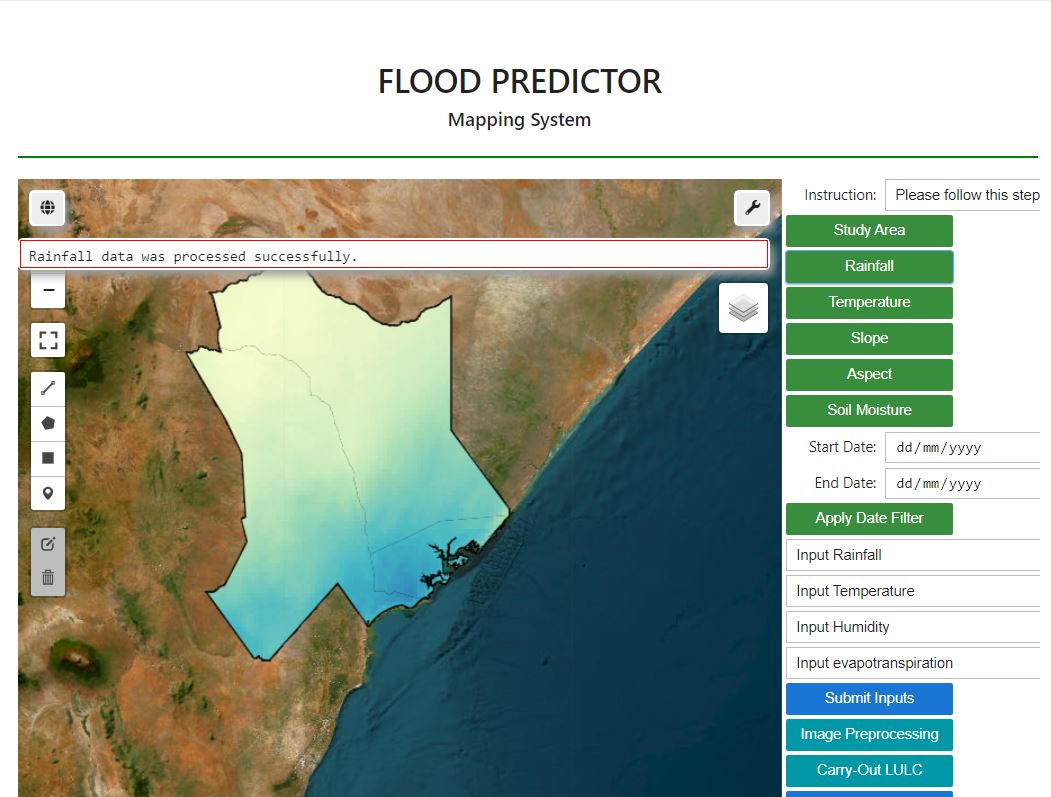 FLOOD PREDICTOR
Mapping System
Rainfall data was processed successfully.
Instruction: Please follow this step
Study Area
Rainfall
Temperature
Slope
Aspect
Soil Moisture
Start Date: dd/mm/yyyy
End Date: dd/mm/yyyy
Apply Date Filter
Input Rainfall
Input Temperature
Input Humidity
Input evapotranspiration
Submit Inputs
Image Preprocessing
Carry-Out LULC